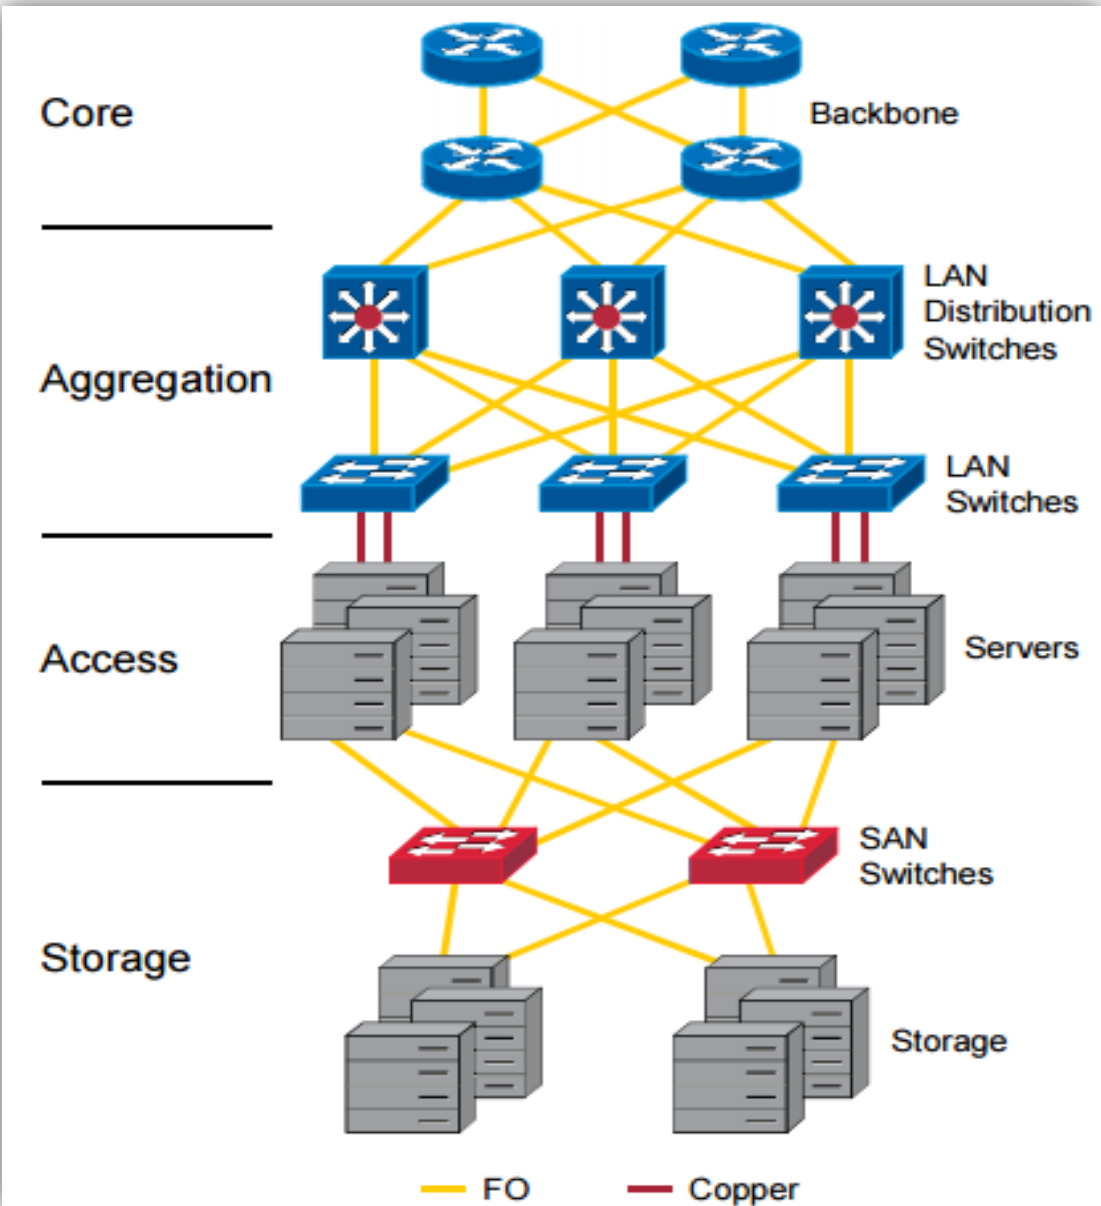 Core
Backbone
LAN
Distribution
Switches
Aggregation
LAN
Switches
Access
Servers
SAN
Switches
Storage
Storage
FO
Copper